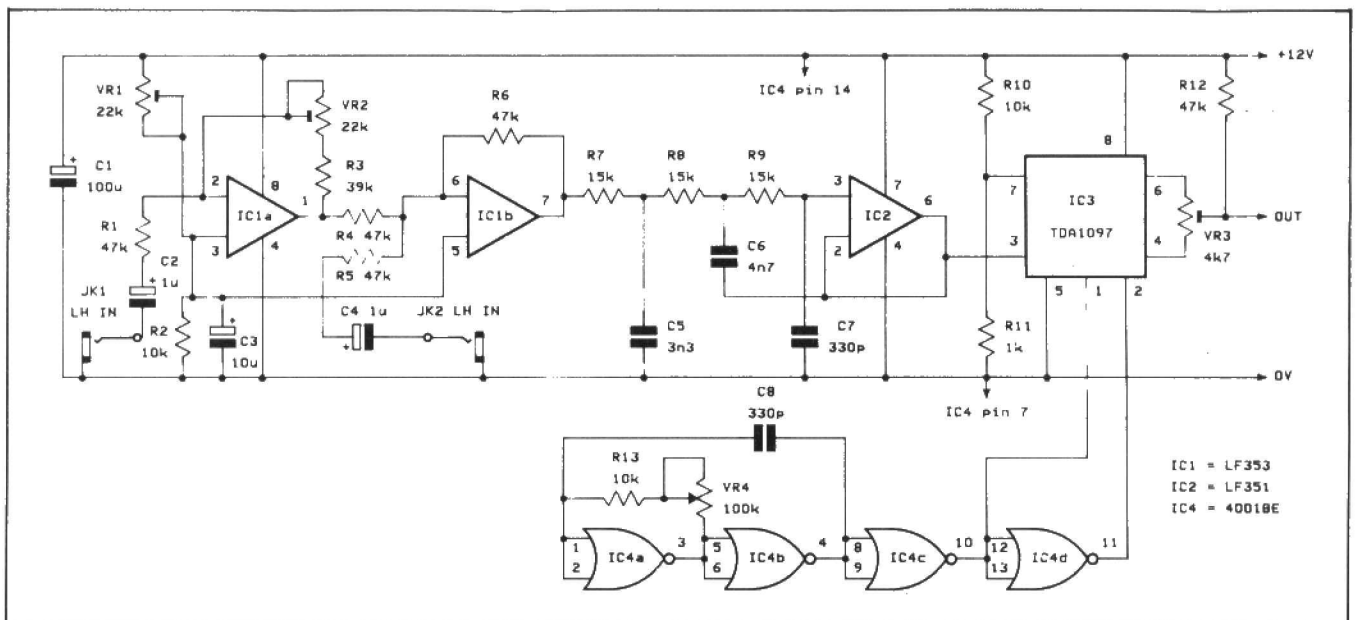 +12V
VR1
22k
C1
100u
+
2
3
8
4
1
IC1a
VR2
22k
R3
39k
R1
47k
C2
1u
+
JK1
LH IN
R2
10k
+
C3
10u
R4 47k
R5 47k
C4 1u
+
JK2 LH IN
R6
47k
6
5
7
IC1b
R7
15k
R8
15k
R9
15k
C5
3n3
C6
4n7
C7
330p
IC4 pin 14
3
2
7
4
6
IC2
R10
10k
R11
1k
7
3
8
6
4
5
1
2
IC3
TDA1097
R12
47k
OUT
VR3
4k7
0V
IC4 pin 7
C8
330p
R13
10k
VR4
100k
1
2
IC4a
3
5
6
IC4b
4
8
9
IC4c
10
12
13
IC4d
11
IC1 = LF353
IC2 = LF351
IC4 = 4001BE